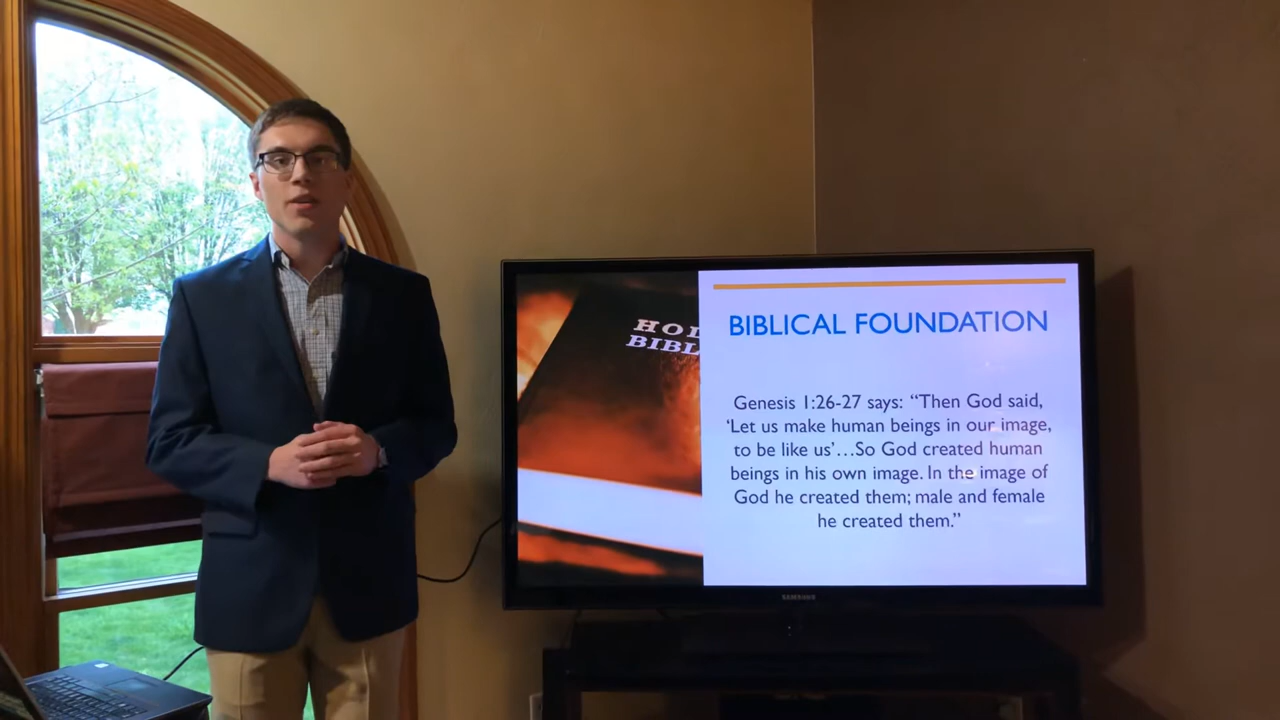 HOL
BIBL
BIBLICAL FOUNDATION
Genesis 1:26-27 says: “Then God said,
‘Let us make human beings in our image,
to be like us’…So God created human
beings in his own image. In the image of
God he created them; male and female
he created them.”
SAMSUNG